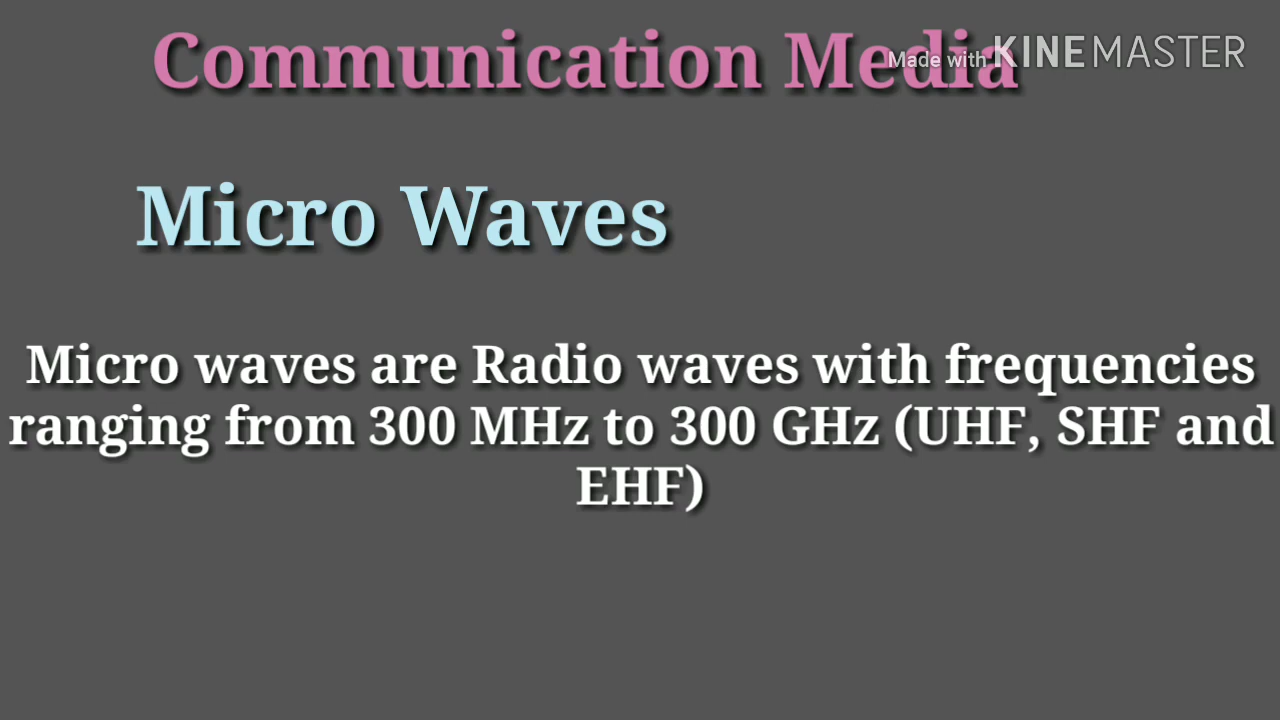 Communication Media
Made with KINEMASTER
Micro Waves
Micro waves are Radio waves with frequencies
ranging from 300 MHz to 300 GHz (UHF, SHF and
EHF)